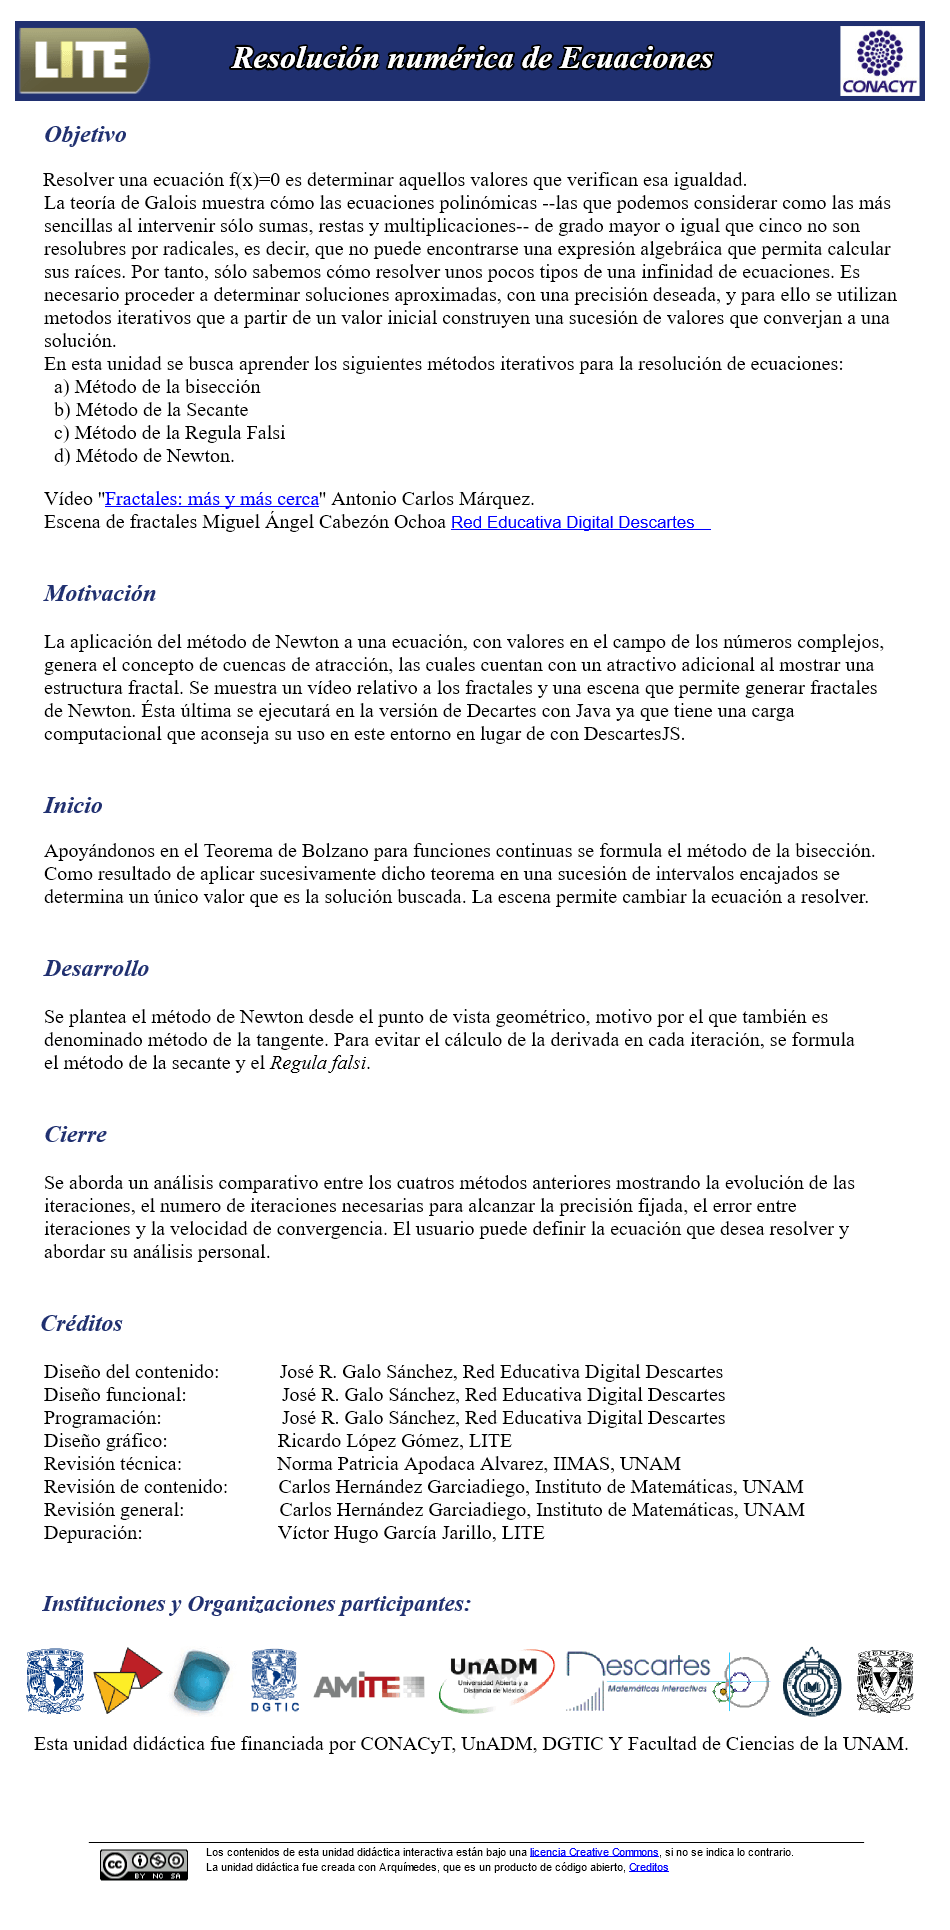 LITE
Resolución numérica de Ecuaciones
CONACYT
Objetivo
Resolver una ecuación f(x)=0 es determinar aquellos valores que verifican esa igualdad.
La teoría de Galois muestra cómo las ecuaciones polinómicas --las que podemos considerar como las más
sencillas al intervenir sólo sumas, restas y multiplicaciones-- de grado mayor o igual que cinco no son
resolubres por radicales, es decir, que no puede encontrarse una expresión algebráica que permita calcular
sus raíces. Por tanto, sólo sabemos cómo resolver unos pocos tipos de una infinidad de ecuaciones. Es
necesario proceder a determinar soluciones aproximadas, con una precisión deseada, y para ello se utilizan
metodos iterativos que a partir de un valor inicial construyen una sucesión de valores que converjan a una
solución.
En esta unidad se busca aprender los siguientes métodos iterativos para la resolución de ecuaciones:
a) Método de la bisección
b) Método de la Secante
c) Método de la Regula Falsi
d) Método de Newton.
Vídeo "Fractales: más y más cerca" Antonio Carlos Márquez.
Escena de fractales Miguel Ángel Cabezón Ochoa Red Educativa Digital Descartes
Motivación
La aplicación del método de Newton a una ecuación, con valores en el campo de los números complejos,
genera el concepto de cuencas de atracción, las cuales cuentan con un atractivo adicional al mostrar una
estructura fractal. Se muestra un vídeo relativo a los fractales y una escena que permite generar fractales
de Newton. Ésta última se ejecutará en la versión de Decartes con Java ya que tiene una carga
computacional que aconseja su uso en este entorno en lugar de con DescartesJS.
Inicio
Apoyándonos en el Teorema de Bolzano para funciones continuas se formula el método de la bisección.
Como resultado de aplicar sucesivamente dicho teorema en una sucesión de intervalos encajados se
determina un único valor que es la solución buscada. La escena permite cambiar la ecuación a resolver.
Desarrollo
Se plantea el método de Newton desde el punto de vista geométrico, motivo por el que también es
denominado método de la tangente. Para evitar el cálculo de la derivada en cada iteración, se formula
el método de la secante y el Regula falsi.
Cierre
Se aborda un análisis comparativo entre los cuatros métodos anteriores mostrando la evolución de las
iteraciones, el numero de iteraciones necesarias para alcanzar la precisión fijada, el error entre
iteraciones y la velocidad de convergencia. El usuario puede definir la ecuación que desea resolver y
abordar su análisis personal.
Créditos
Diseño del contenido: José R. Galo Sánchez, Red Educativa Digital Descartes
Diseño funcional: José R. Galo Sánchez, Red Educativa Digital Descartes
Programación: José R. Galo Sánchez, Red Educativa Digital Descartes
Diseño gráfico: Ricardo López Gómez, LITE
Revisión técnica: Norma Patricia Apodaca Alvarez, IIMAS, UNAM
Revisión de contenido: Carlos Hernández Garciadiego, Instituto de Matemáticas, UNAM
Revisión general: Carlos Hernández Garciadiego, Instituto de Matemáticas, UNAM
Depuración: Víctor Hugo García Jarillo, LITE
Instituciones y Organizaciones participantes:
DGTIC
AMITE
UnADM
Universidad Abierta y a
Distancia de México
Descartes
Matemáticas Interactivas
Esta unidad didáctica fue financiada por CONACyT, UnADM, DGTIC Y Facultad de Ciencias de la UNAM.
cc BY NC SA
Los contenidos de esta unidad didáctica interactiva están bajo una licencia Creative Commons, si no se indica lo contrario.
La unidad didáctica fue creada con Arquímedes, que es un producto de código abierto, Creditos